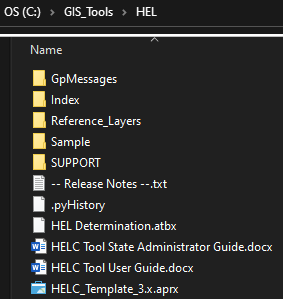 OS (C:) > GIS_Tools > HEL
Name
GpMessages
Index
Reference_Layers
Sample
SUPPORT
-- Release Notes --.txt
.pyHistory
HEL Determination.atbx
HELC Tool State Administrator Guide.docx
HELC Tool User Guide.docx
HELC_Template_3.x.aprx